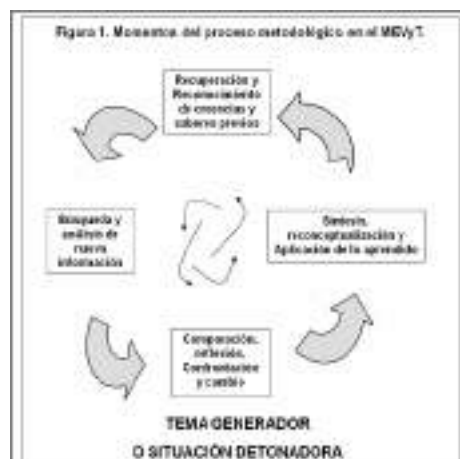 Figura 1. Momentos del proceso metodológico en el MEVyT.
Recuperación y
Reconocimiento
de creencias y
saberes previos
Búsqueda y
análisis de
nueva
información
Síntesis,
reconceptualización y
Aplicación de lo aprendido
Comparación,
reflexión,
Confrontación
y cambio
TEMA GENERADOR
O SITUACIÓN DETONADORA